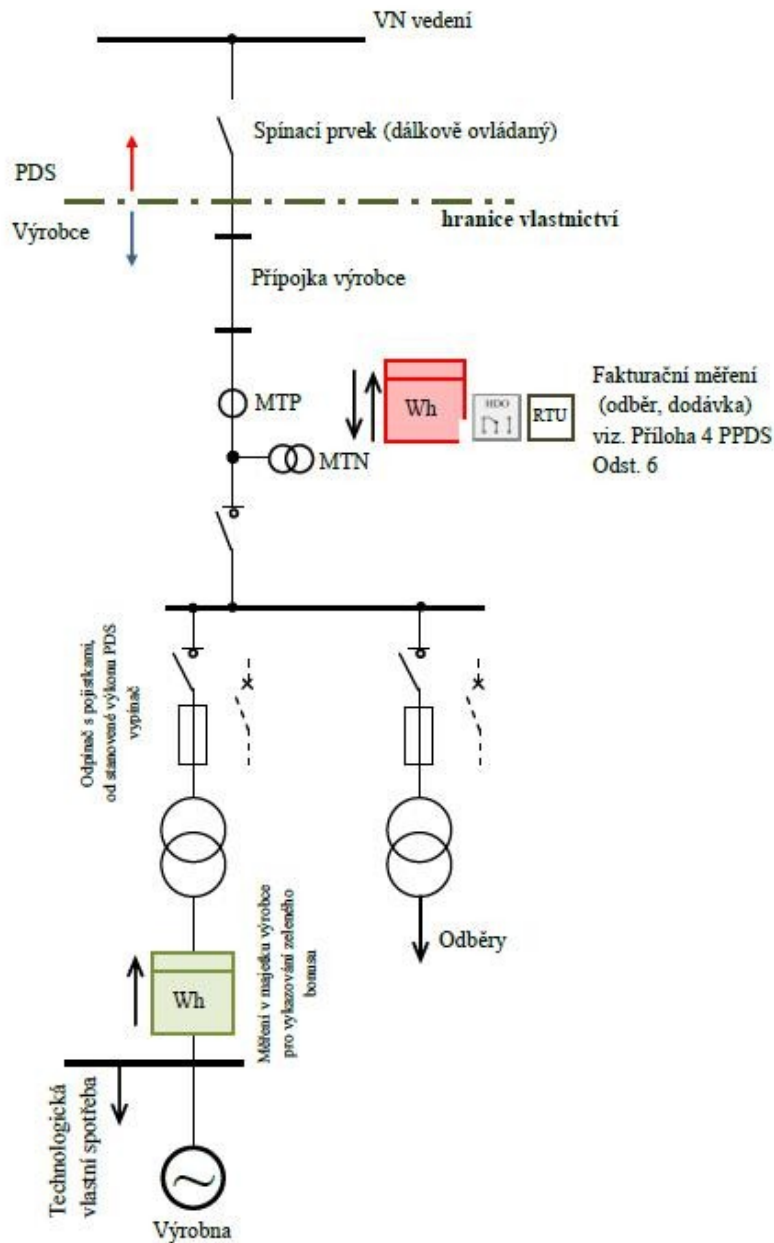 VN vedení
Spínací prvek (dálkově ovládaný)
PDS
hranice vlastnictví
Výrobce
Přípojka výrobce
MTP
Wh
HDO
RTU
Fakturační měření
(odběr, dodávka)
viz. Příloha 4 PPDS
Odst. 6
MTN
Odpínač s pojistkami,
od stanovené výkonu PDS
vypínač
Odběry
Wh
Měření v majetku výrobce
pro vykazování zeleného
bonusu
Technologická
vlastní spotřeba
Výrobna